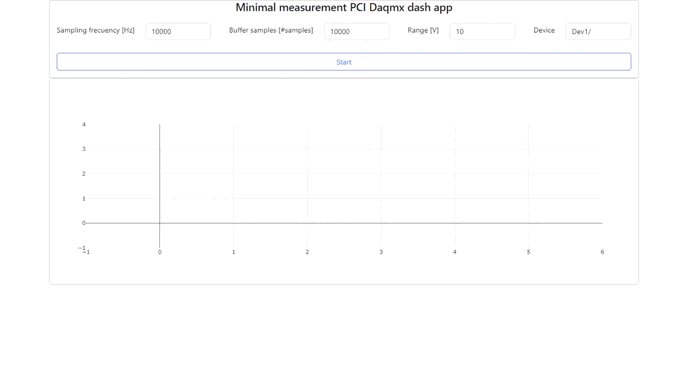 Minimal measurement PCI Daqmx dash app
Sampling frecuency [Hz] 10000 Buffer samples [#samples] 10000 Range [V] 10 Device Dev1/
Start
4
3
2
1
0
−1
−1 0 1 2 3 4 5 6